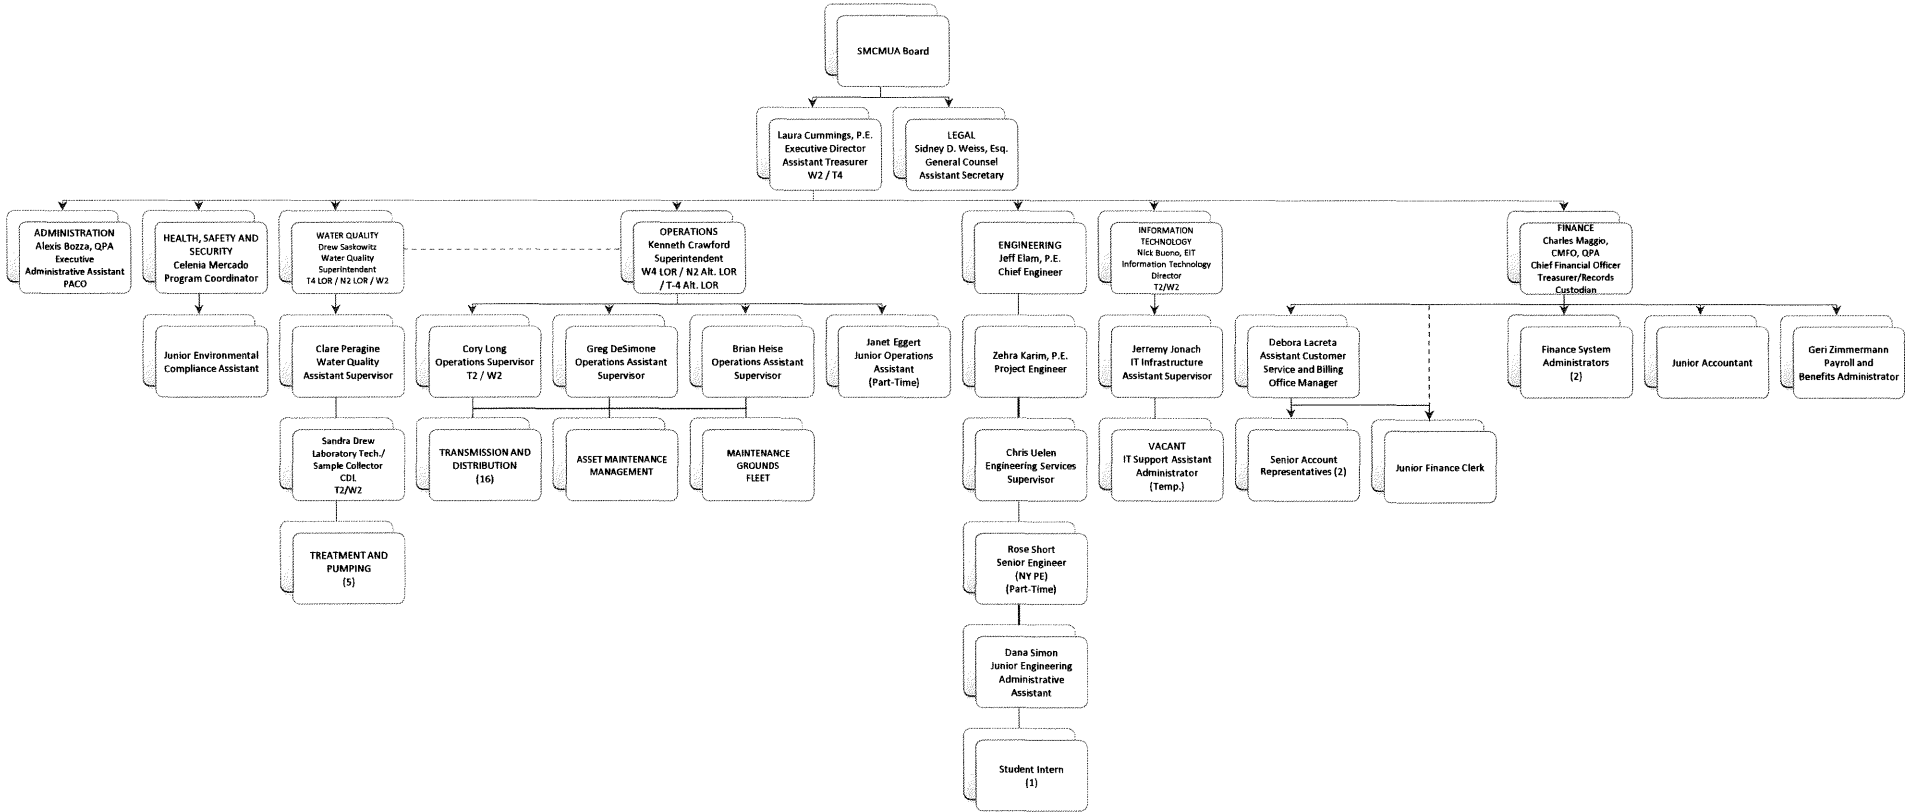 SMCMUA Board
Laura Cummings, P.E.
Executive Director
Assistant Treasurer
W2 / T4
LEGAL
Sidney D. Weiss, Esq.
General Counsel
Assistant Secretary
ADMINISTRATION
Alexis Bozza, QPA
Executive
Administrative Assistant
PACO
HEALTH, SAFETY AND
SECURITY
Celenia Mercado
Program Coordinator
WATER QUALITY
Drew Saskowitz
Water Quality
Superintendent
T4 LOR / N2 LOR / W2
OPERATIONS
Kenneth Crawford
Superintendent
W4 LOR / N2 Alt. LOR
/ T-4 Alt. LOR
ENGINEERING
Jeff Elam, P.E.
Chief Engineer
INFORMATION
TECHNOLOGY
Nick Buono, EIT
Information Technology
Director
T2/W2
FINANCE
Charles Maggio,
CMFO, QPA
Chief Financial Officer
Treasurer/Records
Custodian
Junior Environmental
Compliance Assistant
Clare Peragine
Water Quality
Assistant Supervisor
Cory Long
Operations Supervisor
T2 / W2
Greg DeSimone
Operations Assistant
Supervisor
Brian Heise
Operations Assistant
Supervisor
Janet Eggert
Junior Operations
Assistant
(Part-Time)
Zehra Karim, P.E.
Project Engineer
Jerremy Jonach
IT Infrastructure
Assistant Supervisor
Debora Lacreta
Assistant Customer
Service and Billing
Office Manager
Finance System
Administrators
(2)
Junior Accountant
Geri Zimmermann
Payroll and
Benefits Administrator
Sandra Drew
Laboratory Tech./
Sample Collector
CDL
T2/W2
TRANSMISSION AND
DISTRIBUTION
(16)
ASSET MAINTENANCE
MANAGEMENT
MAINTENANCE
GROUNDS
FLEET
Chris Uelen
Engineering Services
Supervisor
VACANT
IT Support Assistant
Administrator
(Temp.)
Senior Account
Representatives (2)
Junior Finance Clerk
TREATMENT AND
PUMPING
(5)
Rose Short
Senior Engineer
(NY PE)
(Part-Time)
Dana Simon
Junior Engineering
Administrative
Assistant
Student Intern
(1)